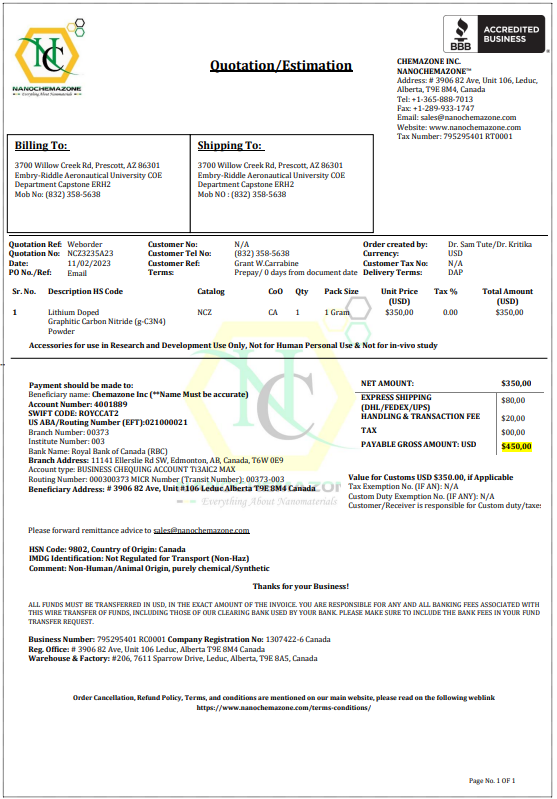 NC
NANOCHEMAZONE
Everything About Nanomaterials
Quotation/Estimation
BBB
ACCREDITED
BUSINESS
CHEMAZONE INC.
NANOCHEMAZONE™
Address: # 3906 82 Ave, Unit 106, Leduc,
Alberta, T9E 8M4, Canada
Tel: +1-365-888-7013
Fax: +1-289-933-1747
Email: sales@nanochemazone.com
Website: www.nanochemazone.com
Tax Number: 795295401 RT0001
Billing To:
3700 Willow Creek Rd, Prescott, AZ 86301
Embry-Riddle Aeronautical University COE
Department Capstone ERH2
Mob No: (832) 358-5638
Shipping To:
3700 Willow Creek Rd, Prescott, AZ 86301
Embry-Riddle Aeronautical University COE
Department Capstone ERH2
Mob NO : (832) 358-5638
Quotation Ref: Weborder Customer No: N/A Order created by: Dr. Sam Tute/Dr. Kritika
Quotation No: NCZ3235A23 Customer Tel No: (832) 358-5638 Currency: USD
Date: 11/02/2023 Customer Ref: Grant W.Carrabine Customer Tax No: N/A
PO No./Ref: Email Terms: Prepay/ 0 days from document date Delivery Terms: DAP
Sr. No. Description HS Code Catalog CoO Qty Pack Size Unit Price (USD) Tax % Total Amount (USD)
1 Lithium Doped NCZ CA 1 1 Gram $350,00 0.00 $350,00
Graphitic Carbon Nitride (g-C3N4)
Powder
Accessories for use in Research and Development Use Only, Not for Human Personal Use & Not for in-vivo study
Payment should be made to:
Beneficiary name: Chemazone Inc (**Name Must be accurate)
Account Number: 4001889
SWIFT CODE: ROYCCAT2
US ABA/Routing Number (EFT):021000021
Branch Number: 00373
Institute Number: 003
Bank Name: Royal Bank of Canada (RBC)
Branch Address: 11141 Ellerslie Rd SW, Edmonton, AB, Canada, T6W 0E9
Account type: BUSINESS CHEQUING ACCOUNT Ti3AlC2 MAX
Routing Number: 000300373 MICR Number (Transit Number): 00373-003
Beneficiary Address: # 3906 82 Ave, Unit #106 Leduc Alberta T9E 8M4 Canada
NET AMOUNT: $350,00
EXPRESS SHIPPING $80,00
(DHL/FEDEX/UPS)
HANDLING & TRANSACTION FEE $20,00
TAX $00,00
PAYABLE GROSS AMOUNT: USD $450,00
Value for Customs USD $350.00, if Applicable
Tax Exemption No. (IF AN): N/A
Custom Duty Exemption No. (IF ANY): N/A
Customer/Receiver is responsible for Custom duty/taxe
NC
Everything About Nanomaterials
Please forward remittance advice to sales@nanochemazone.com
HSN Code: 9802, Country of Origin: Canada
IMDG Identification: Not Regulated for Transport (Non-Haz)
Comment: Non-Human/Animal Origin, purely chemical/Synthetic
Thanks for your Business!
ALL FUNDS MUST BE TRANSFERRED IN USD, IN THE EXACT AMOUNT OF THE INVOICE. YOU ARE RESPONSIBLE FOR ANY AND ALL BANKING FEES ASSOCIATED WITH
THIS WIRE TRANSFER OF FUNDS, INCLUDING THOSE OF OUR CLEARING BANK USED BY YOUR BANK. PLEASE MAKE SURE TO INCLUDE THE BANK FEES IN YOUR FUND
TRANSFER REQUEST.
Business Number: 795295401 RC0001 Company Registration No: 1307422-6 Canada
Reg. Office: # 3906 82 Ave, Unit 106 Leduc, Alberta T9E 8M4 Canada
Warehouse & Factory: #206, 7611 Sparrow Drive, Leduc, Alberta, T9E 8A5, Canada
Order Cancellation, Refund Policy, Terms, and conditions are mentioned on our main website, please read on the following weblink
https://www.nanochemazone.com/terms-conditions/
Page No. 1 OF 1